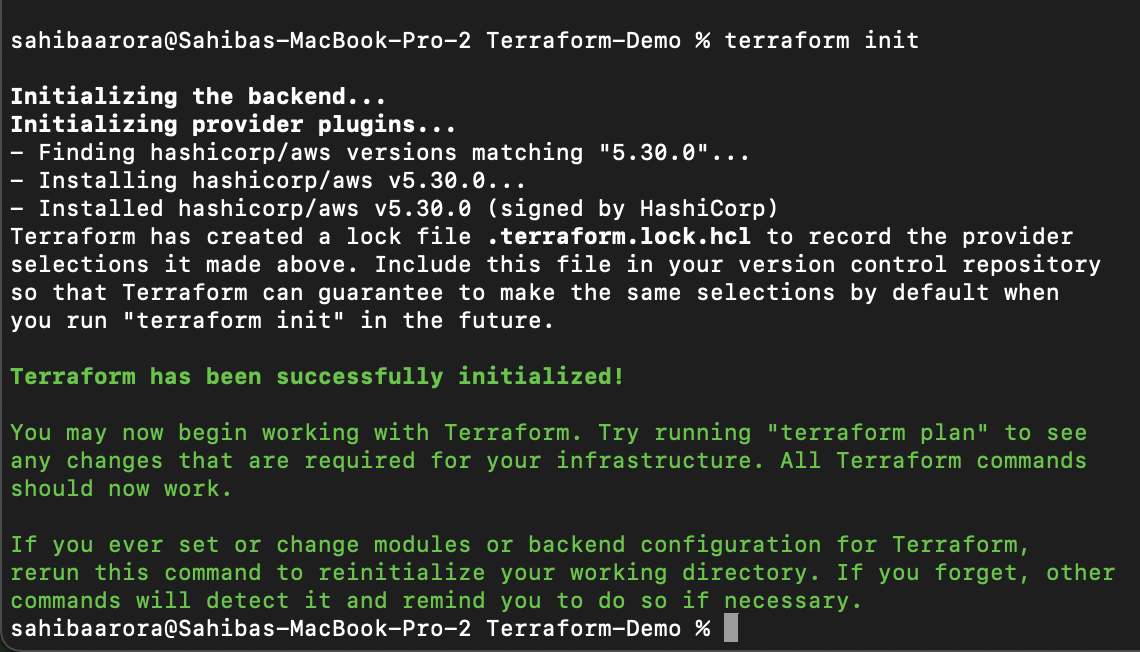 sahibaarora@Sahibas-MacBook-Pro-2 Terraform-Demo % terraform init
Initializing the backend...
Initializing provider plugins...
- Finding hashicorp/aws versions matching "5.30.0"...
- Installing hashicorp/aws v5.30.0...
- Installed hashicorp/aws v5.30.0 (signed by HashiCorp)
Terraform has created a lock file .terraform.lock.hcl to record the provider
selections it made above. Include this file in your version control repository
so that Terraform can guarantee to make the same selections by default when
you run "terraform init" in the future.
Terraform has been successfully initialized!
You may now begin working with Terraform. Try running "terraform plan" to see
any changes that are required for your infrastructure. All Terraform commands
should now work.
If you ever set or change modules or backend configuration for Terraform,
rerun this command to reinitialize your working directory. If you forget, other
commands will detect it and remind you to do so if necessary.
sahibaarora@Sahibas-MacBook-Pro-2 Terraform-Demo %